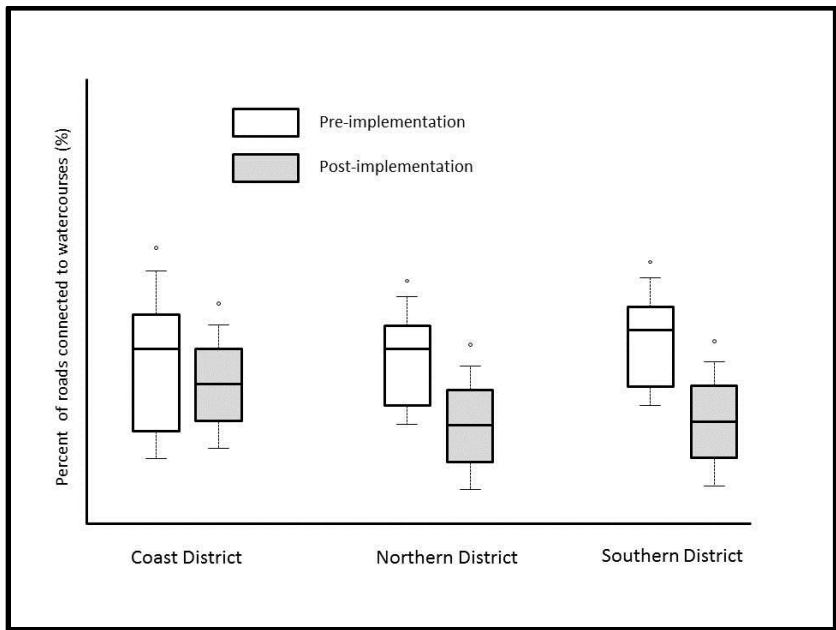 Percent of roads connected to watercourses (%)
Pre-implementation
Post-implementation
Coast District
Northern District
Southern District